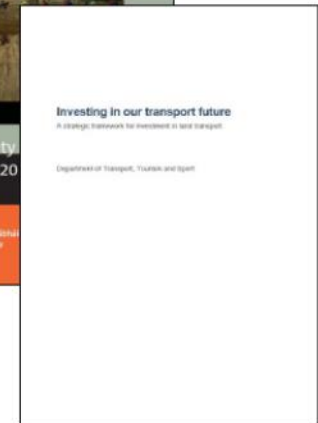 ty
20
Investing in our transport future
A strategic framework for investment in land transport
Department of Transport, Tourism and Sport